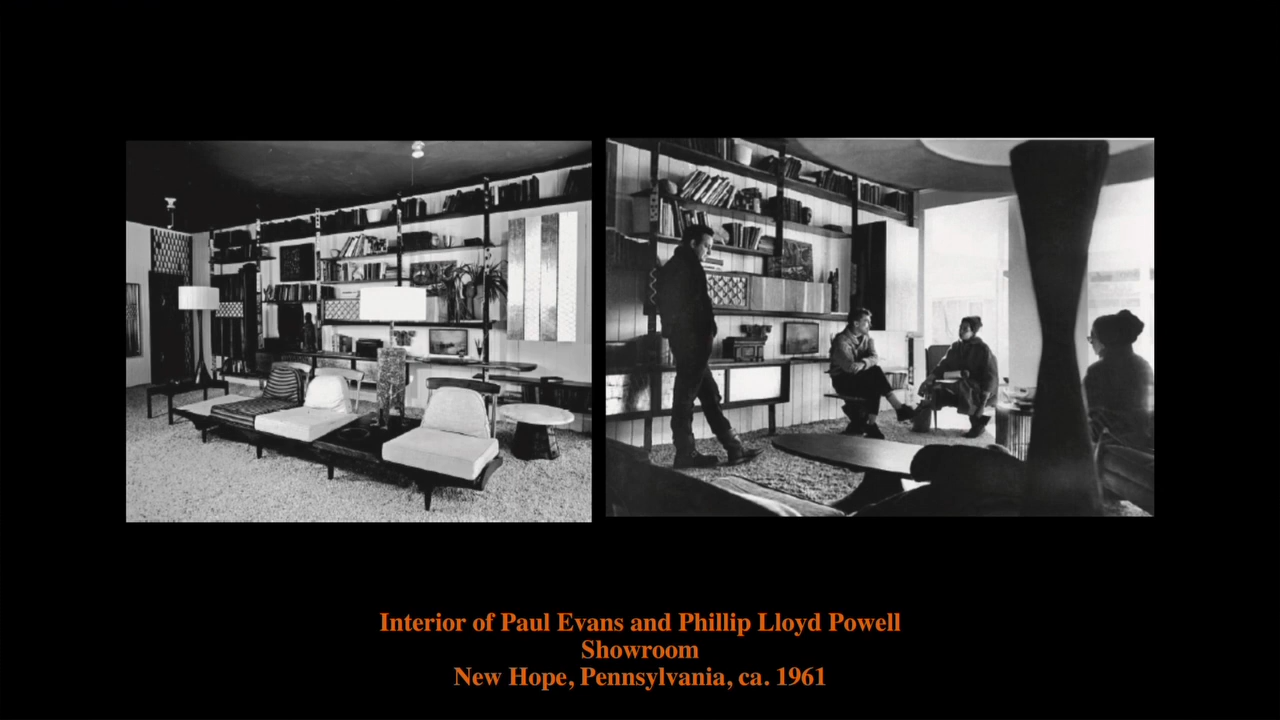 Interior of Paul Evans and Phillip Lloyd Powell
Showroom
New Hope, Pennsylvania, ca. 1961